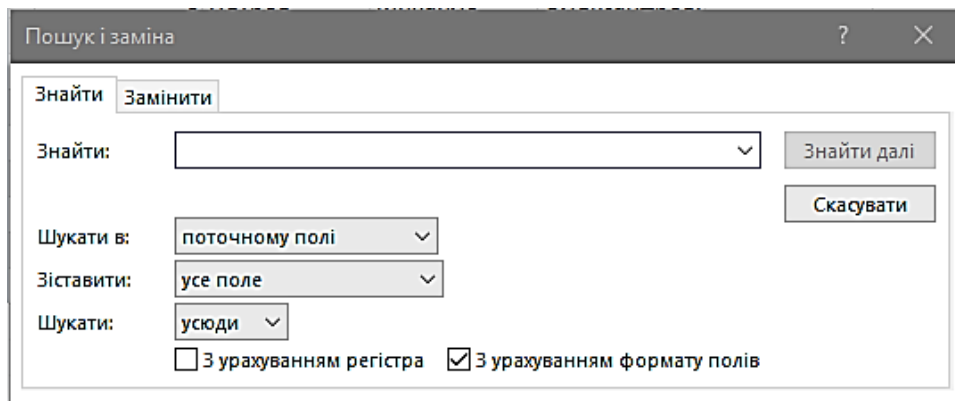 Пошук і заміна ?
Знайти Замінити
Знайти: Знайти далі
Скасувати
Шукати в: поточному полі
Зіставити: усе поле
Шукати: усюди
З урахуванням регістра З урахуванням формату полів